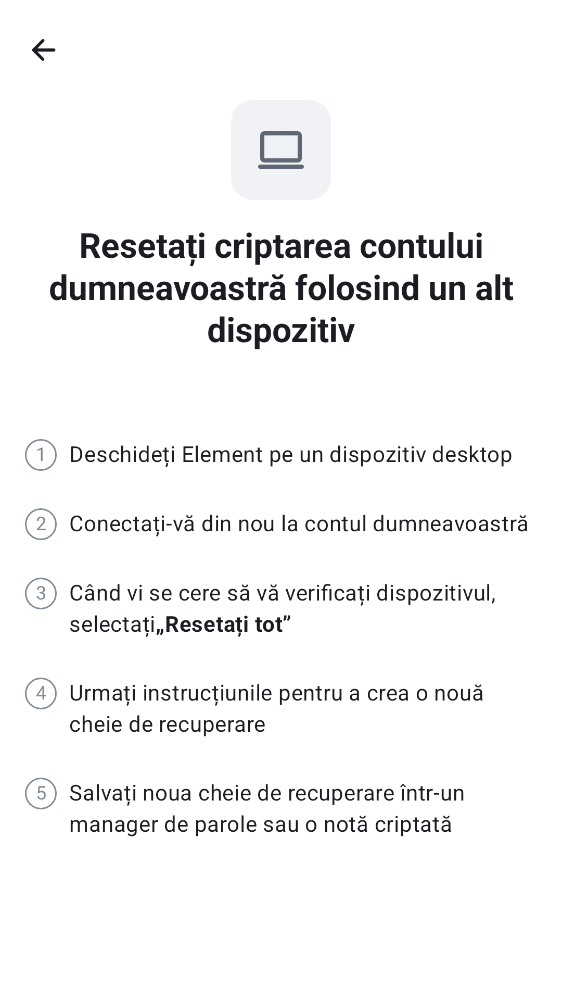 Resetați criptarea contului
dumneavoastră folosind un alt
dispozitiv
1 Deschideți Element pe un dispozitiv desktop
2 Conectați-vă din nou la contul dumneavoastră
3 Când vi se cere să vă verificați dispozitivul,
selectați„Resetați tot”
4 Urmați instrucțiunile pentru a crea o nouă
cheie de recuperare
5 Salvați noua cheie de recuperare într-un
manager de parole sau o notă criptată